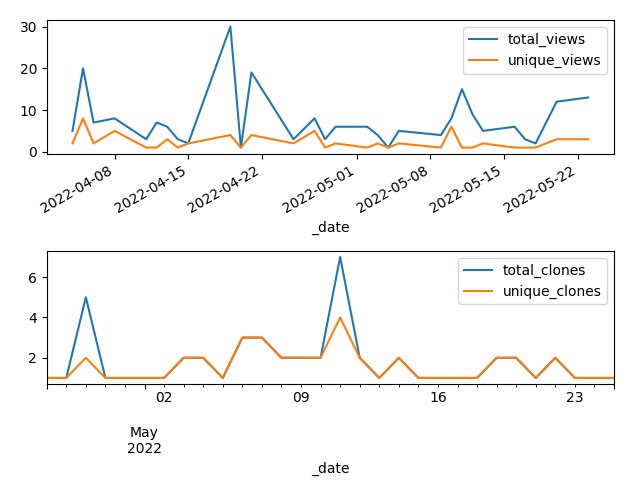 total_views
unique_views
30
20
10
0
2022-04-08
2022-04-15
2022-04-22
2022-05-01
2022-05-08
2022-05-15
2022-05-22
_date
total_clones
unique_clones
6
4
2
02
09
16
23
May
2022
_date